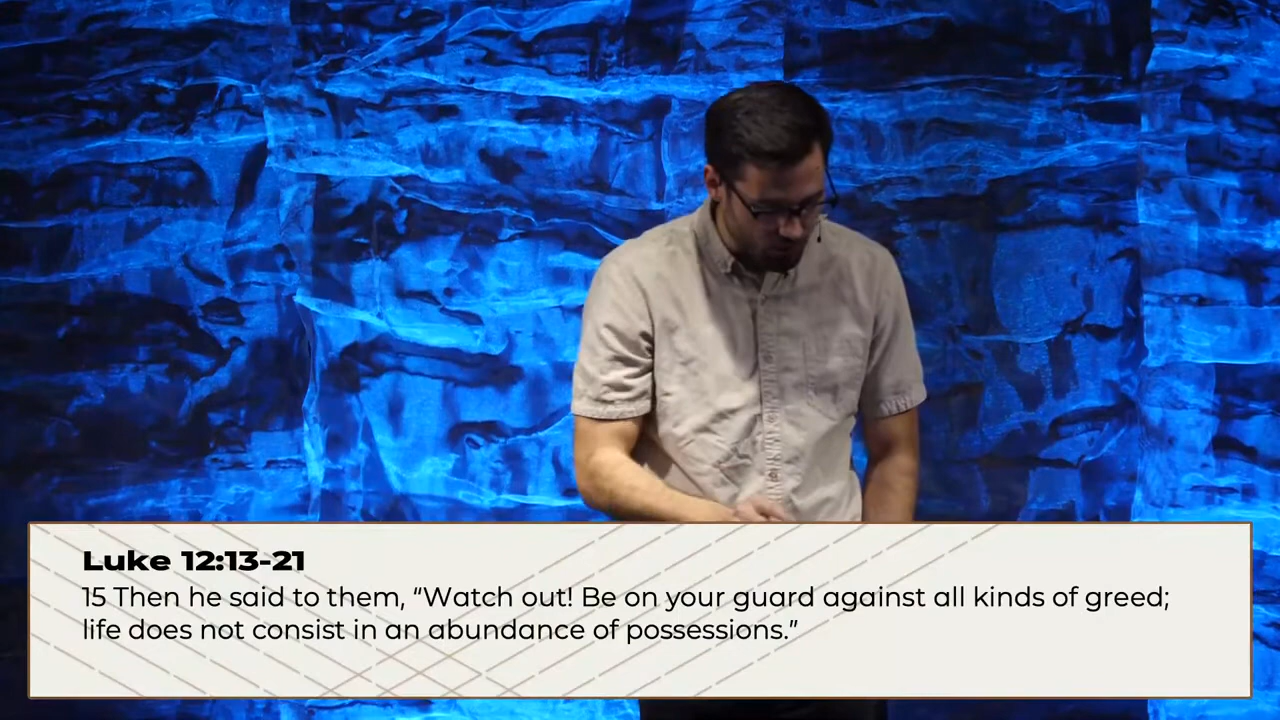 Luke 12:13-21
15 Then he said to them, “Watch out! Be on your guard against all kinds of greed;
life does not consist in an abundance of possessions.”